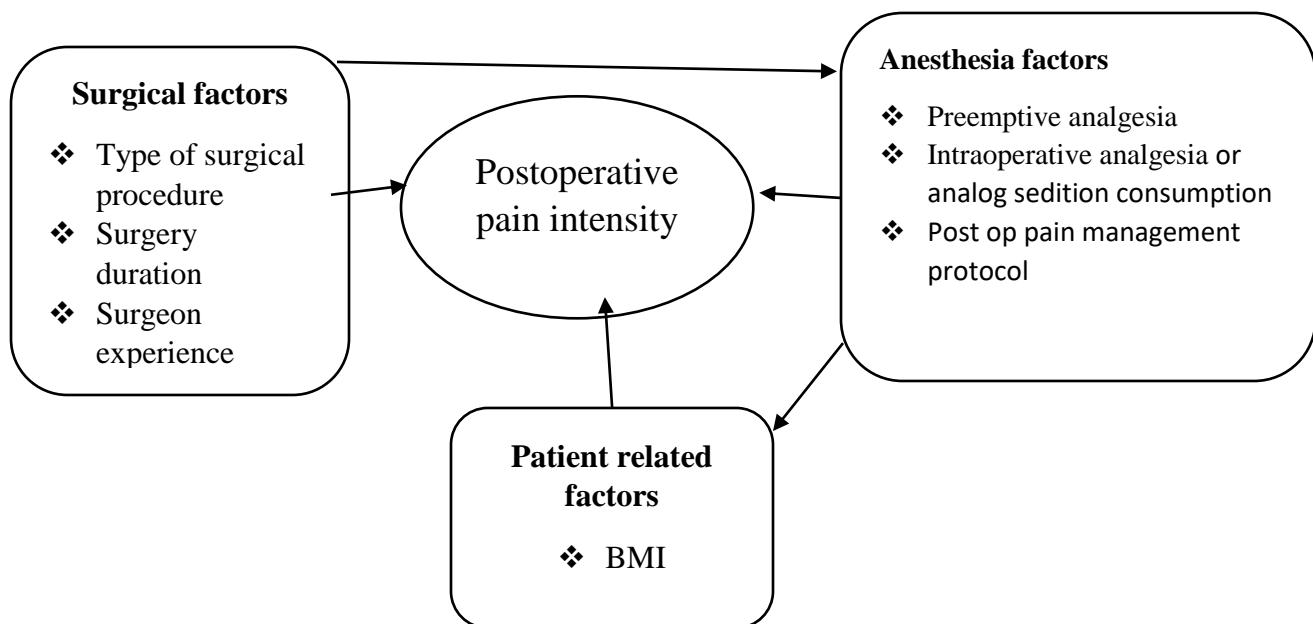 Surgical factors
❖ Type of surgical
procedure
❖ Surgery
duration
❖ Surgeon
experience
Postoperative
pain intensity
Anesthesia factors
❖ Preemptive analgesia
❖ Intraoperative analgesia or
analog sedition consumption
❖ Post op pain management
protocol
Patient related
factors
❖ BMI